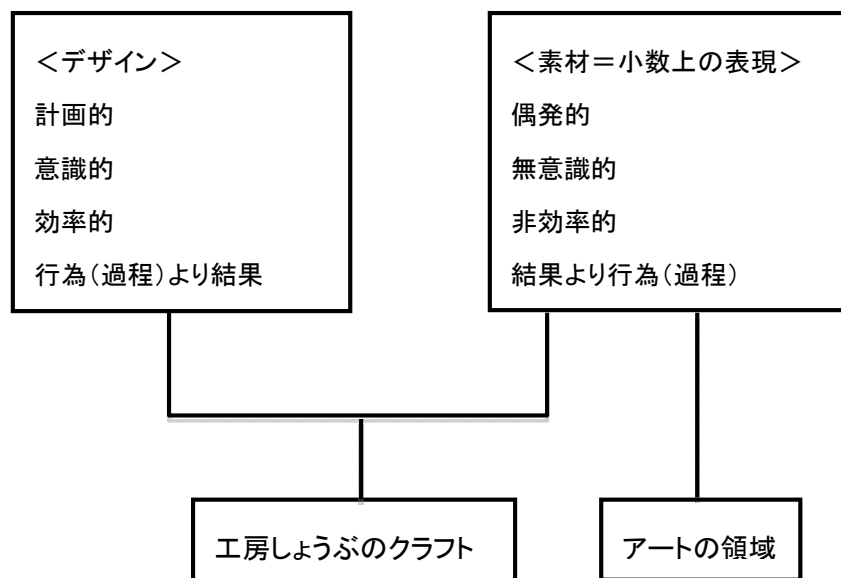 ＜デザイン＞
計画的
意識的
効率的
行為（過程）より結果
＜素材＝小数上の表現＞
偶発的
無意識的
非効率的
結果より行為（過程）
工房しょうぶのクラフト
アートの領域